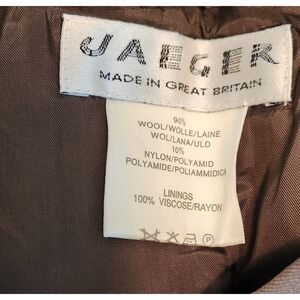 JAEGER
MADE IN GREAT BRITAIN
90%
WOOL/WOLLE/LAINE
WOL/LANA/ULD
10%
NYLON/POLYAMID
POLYAMIDE/POLIAMMIDICA
LININGS
100% VISCOSE/RAYON
P